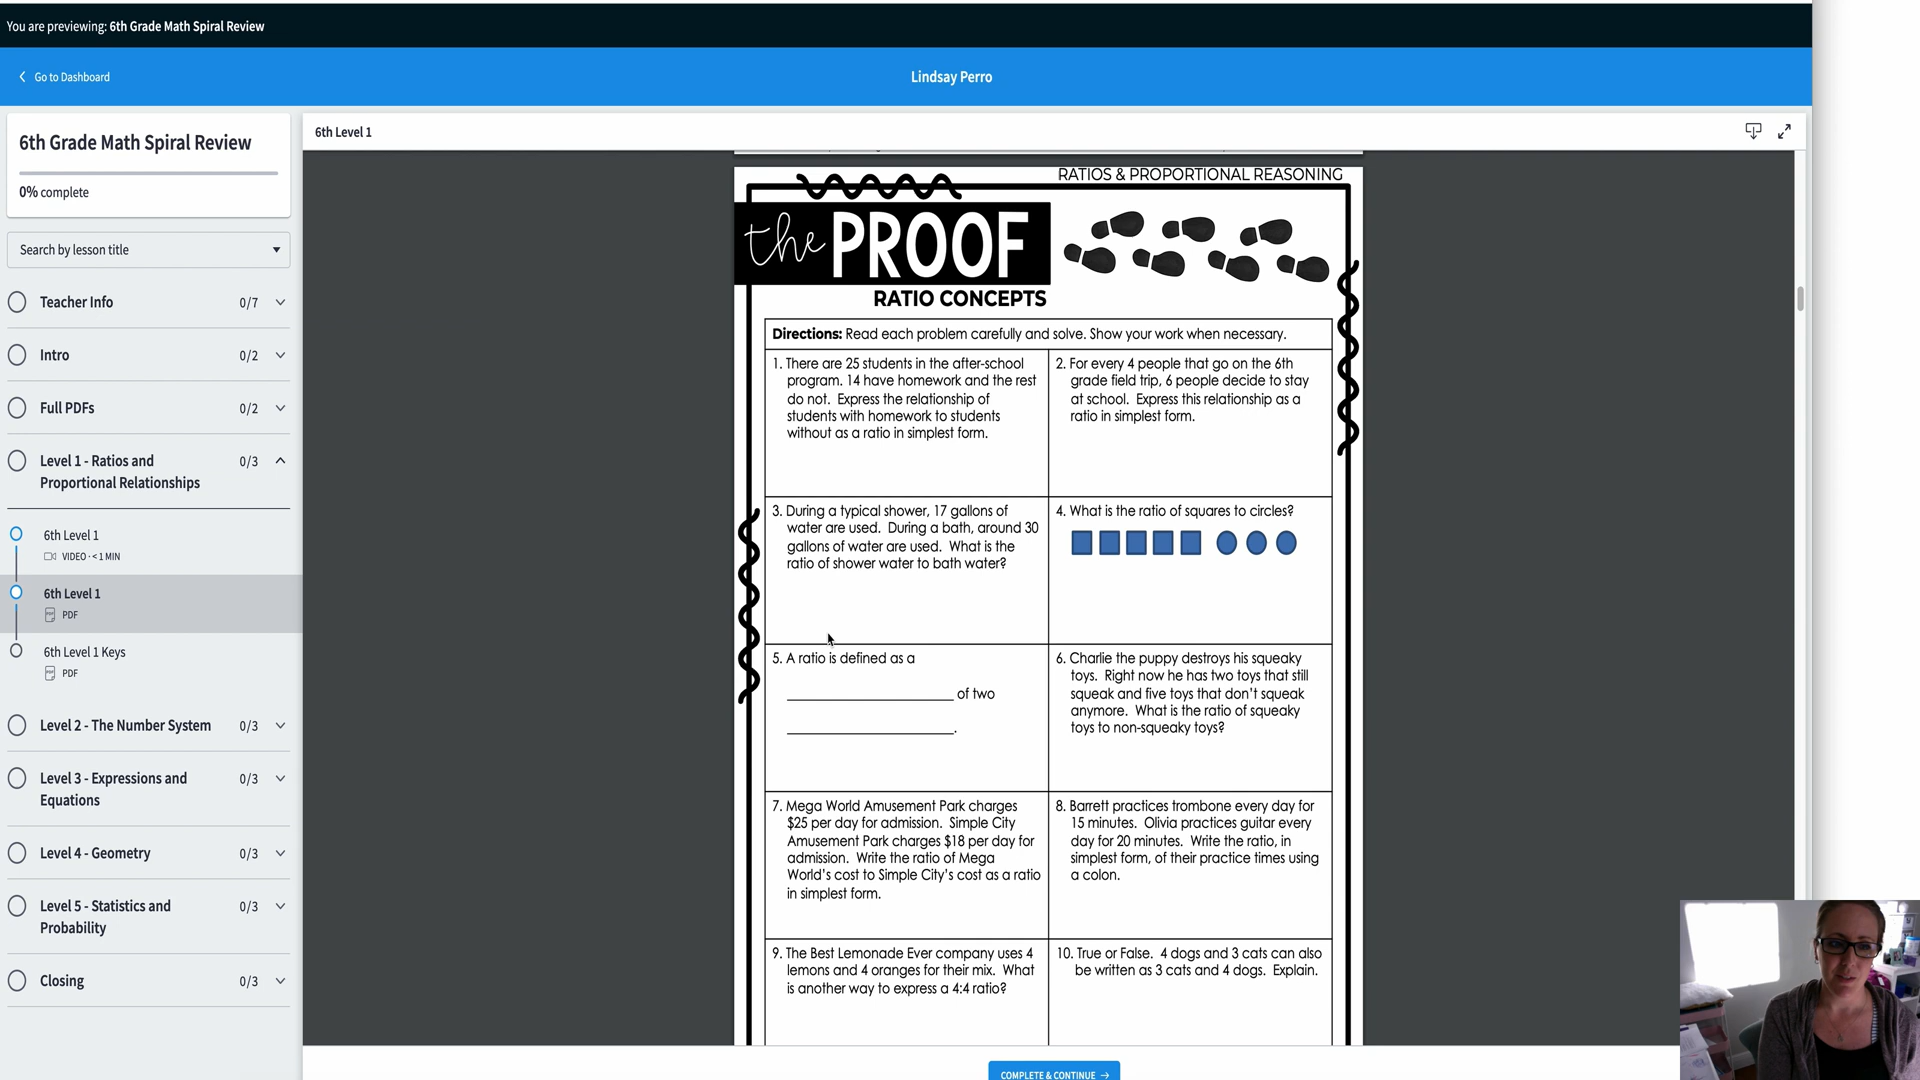 You are previewing: 6th Grade Math Spiral Review
Go to Dashboard
Lindsay Perro
6th Grade Math Spiral Review
0% complete
Search by lesson title
Teacher Info 0/7
Intro 0/2
Full PDFs 0/2
Level 1 - Ratios and 0/3
Proportional Relationships
6th Level 1
VIDEO · < 1 MIN
6th Level 1
PDF
6th Level 1 Keys
PDF
Level 2 - The Number System 0/3
Level 3 - Expressions and 0/3
Equations
Level 4 - Geometry 0/3
Level 5 - Statistics and 0/3
Probability
Closing 0/3
6th Level 1
RATIOS & PROPORTIONAL REASONING
the PROOF
RATIO CONCEPTS
Directions: Read each problem carefully and solve. Show your work when necessary.
1. There are 25 students in the after-school
program. 14 have homework and the rest
do not. Express the relationship of
students with homework to students
without as a ratio in simplest form.
2. For every 4 people that go on the 6th
grade field trip, 6 people decide to stay
at school. Express this relationship as a
ratio in simplest form.
3. During a typical shower, 17 gallons of
water are used. During a bath, around 30
gallons of water are used. What is the
ratio of shower water to bath water?
4. What is the ratio of squares to circles?
5. A ratio is defined as a
____________________ of two
____________________.
6. Charlie the puppy destroys his squeaky
toys. Right now he has two toys that still
squeak and five toys that don't squeak
anymore. What is the ratio of squeaky
toys to non-squeaky toys?
7. Mega World Amusement Park charges
$25 per day for admission. Simple City
Amusement Park charges $18 per day for
admission. Write the ratio of Mega
World's cost to Simple City's cost as a ratio
in simplest form.
8. Barrett practices trombone every day for
15 minutes. Olivia practices guitar every
day for 20 minutes. Write the ratio, in
simplest form, of their practice times using
a colon.
9. The Best Lemonade Ever company uses 4
lemons and 4 oranges for their mix. What
is another way to express a 4:4 ratio?
10. True or False. 4 dogs and 3 cats can also
be written as 3 cats and 4 dogs. Explain.
COMPLETE & CONTINUE →